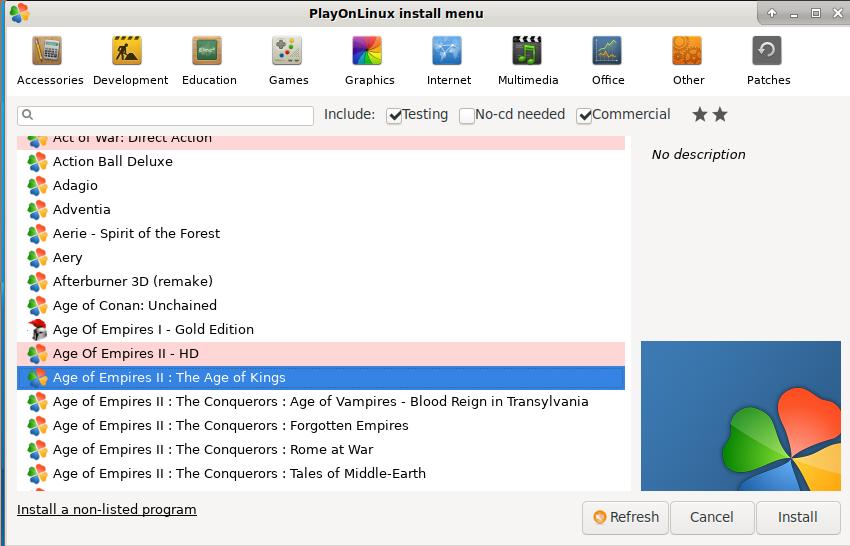 PlayOnLinux install menu
Accessories Development Education Games Graphics Internet Multimedia Office Other Patches
Include: Testing No-cd needed Commercial
Act of War: Direct Action
No description
Action Ball Deluxe
Adagio
Adventia
Aerie - Spirit of the Forest
Aery
Afterburner 3D (remake)
Age of Conan: Unchained
Age Of Empires I - Gold Edition
Age Of Empires II - HD
Age of Empires II : The Age of Kings
Age of Empires II : The Conquerors : Age of Vampires - Blood Reign in Transylvania
Age of Empires II : The Conquerors : Forgotten Empires
Age of Empires II : The Conquerors : Rome at War
Age of Empires II : The Conquerors : Tales of Middle-Earth
Install a non-listed program
Refresh Cancel Install